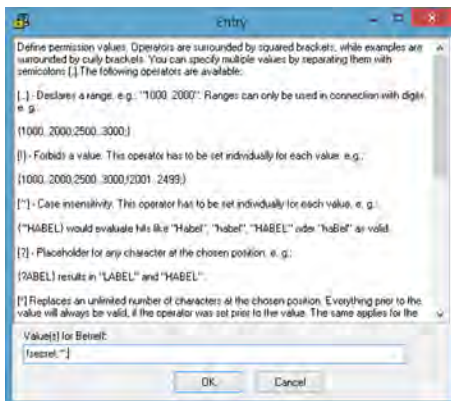 Entry
Define permission values. Operators are surrounded by squared brackets, while examples are
surrounded by curly brackets. You can specify multiple values by separating them with
semicolons [;].The following operators are available:
[..] - Declares a range, e.g.: "1000..2000". Ranges can only be used in connection with digits
e. g.:
{1000..2000;2500..3000;}
[!] - Forbids a value. This operator has to be set individually for each value. e.g.:
{1000..2000;2500..3000;!2001..2499;}
[^] - Case insensitivity. This operator has to be set individually for each value, e. g.:
{^HABEL} would evaluate hits like "Habel", "habel", "HABEL" oder "haBel" as valid.
[?] - Placeholder for any character at the chosen position, e. g.:
{?ABEL} results in "LABEL" and "HABEL".
[*] Replaces an unlimited number of characters at the chosen position. Everything prior to the
value will always be valid, if the operator was set prior to the value. The same applies for the
Value(s) for Betreff:
OK
Cancel